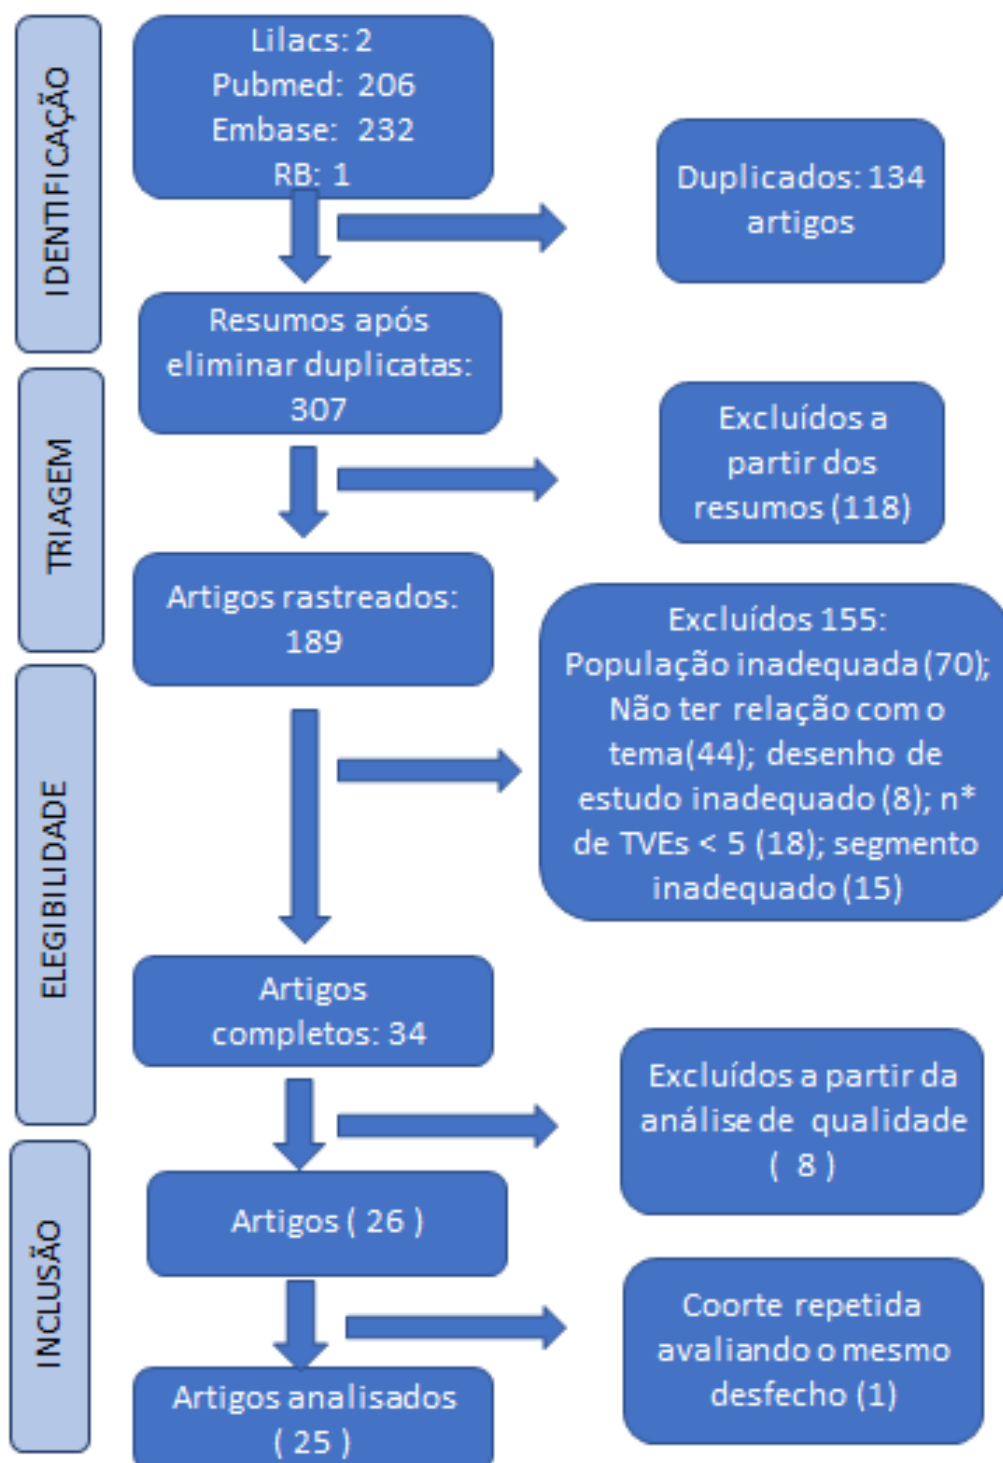 IDENTIFICAÇÃO
Lilacs: 2
Pubmed: 206
Embase: 232
RB: 1
Duplicados: 134
artigos
Resumos após
eliminar duplicatas:
307
TRIAGEM
Excluídos a
partir dos
resumos (118)
Artigos rastreados:
189
Excluídos 155:
População inadequada (70);
Não ter relação com o
tema(44); desenho de
estudo inadequado (8); n*
de TVEs < 5 (18); segmento
inadequado (15)
ELEGIBILIDADE
Artigos
completos: 34
Excluídos a partir da
análise de qualidade
( 8 )
INCLUSÃO
Artigos ( 26 )
Coorte repetida
avaliando o mesmo
desfecho (1)
Artigos analisados
( 25 )